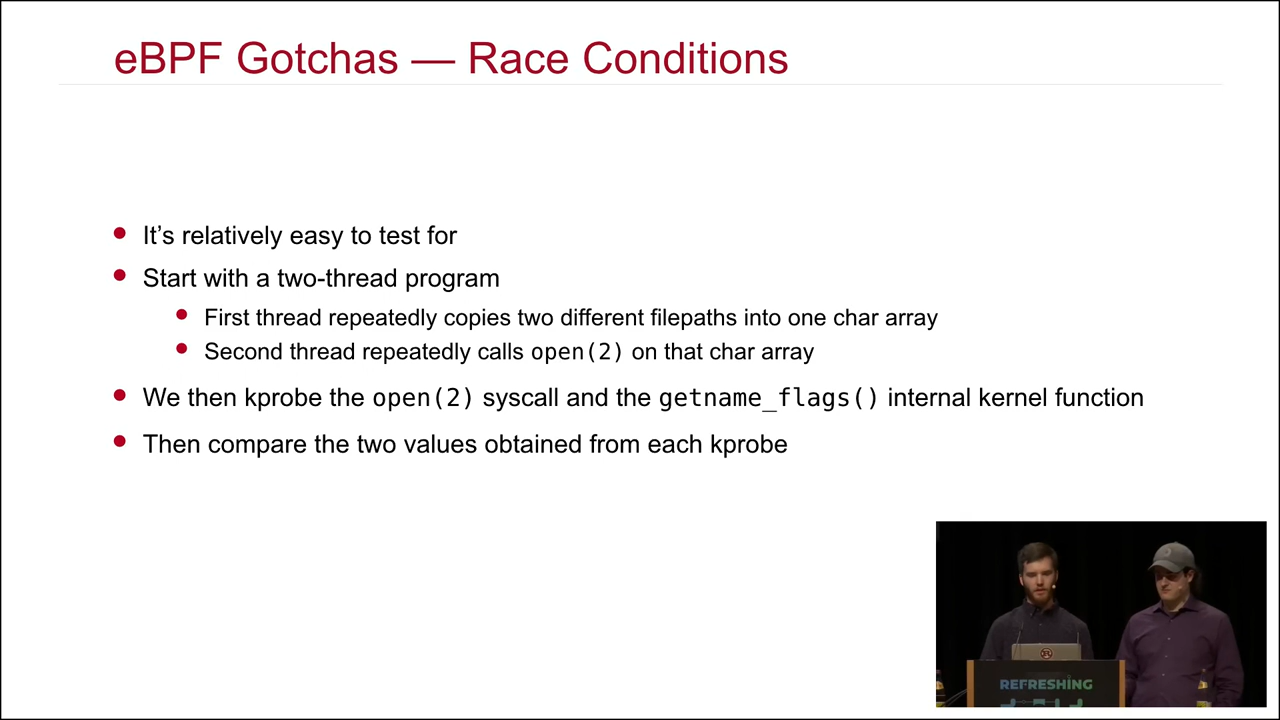 eBPF Gotchas — Race Conditions
It’s relatively easy to test for
Start with a two-thread program
First thread repeatedly copies two different filepaths into one char array
Second thread repeatedly calls open(2) on that char array
We then kprobe the open(2) syscall and the getname_flags() internal kernel function
Then compare the two values obtained from each kprobe
REFRESHING